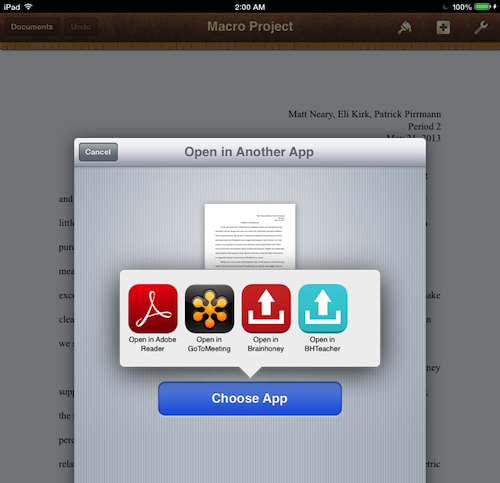 iPad 2:00 AM 100%
Documents Undo Macro Project
Matt Neary, Eli Kirk, Patrick Pirrmann
Period 2
May 21, 2013
Cancel Open in Another App
and
little
pur
mea
exce ake
clea n
we s
Open in Adobe Reader
Open in GoToMeeting
Open in Brainhoney
Open in BHTeacher
ney
supp
Choose App
the
perc
rela etric